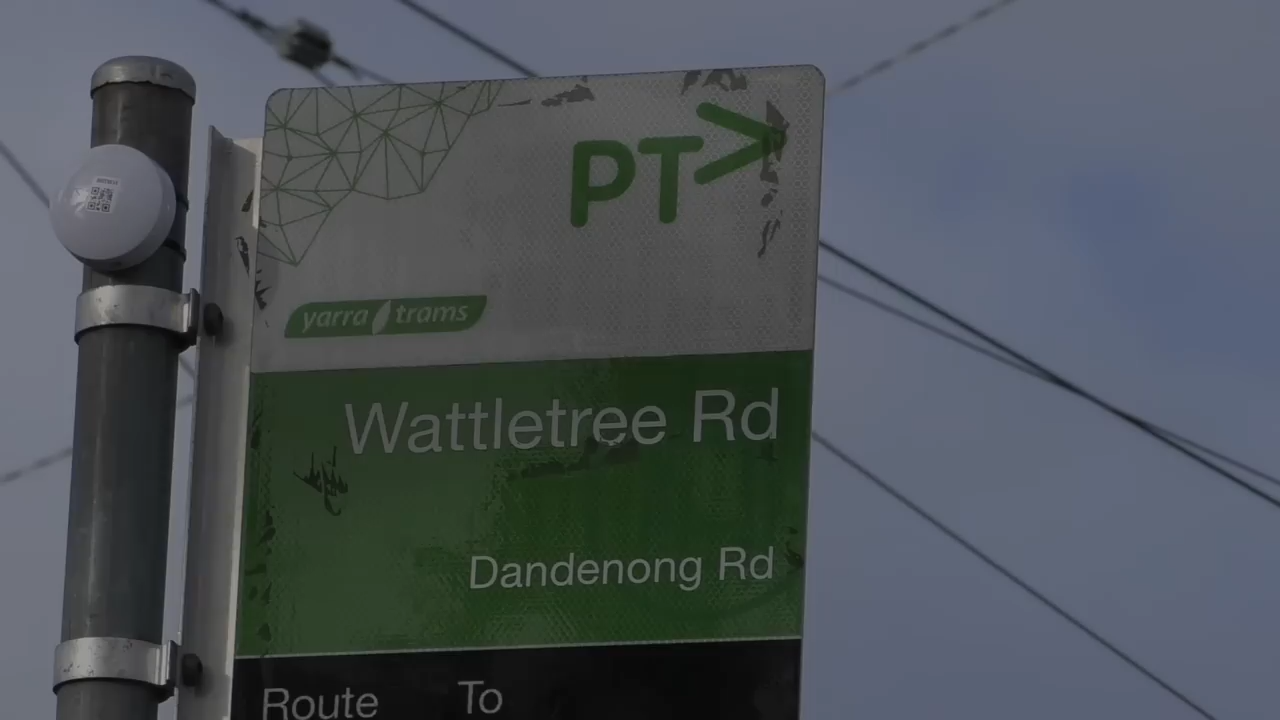 PT>
yarra trams
Wattletree Rd
Dandenong Rd
Route To